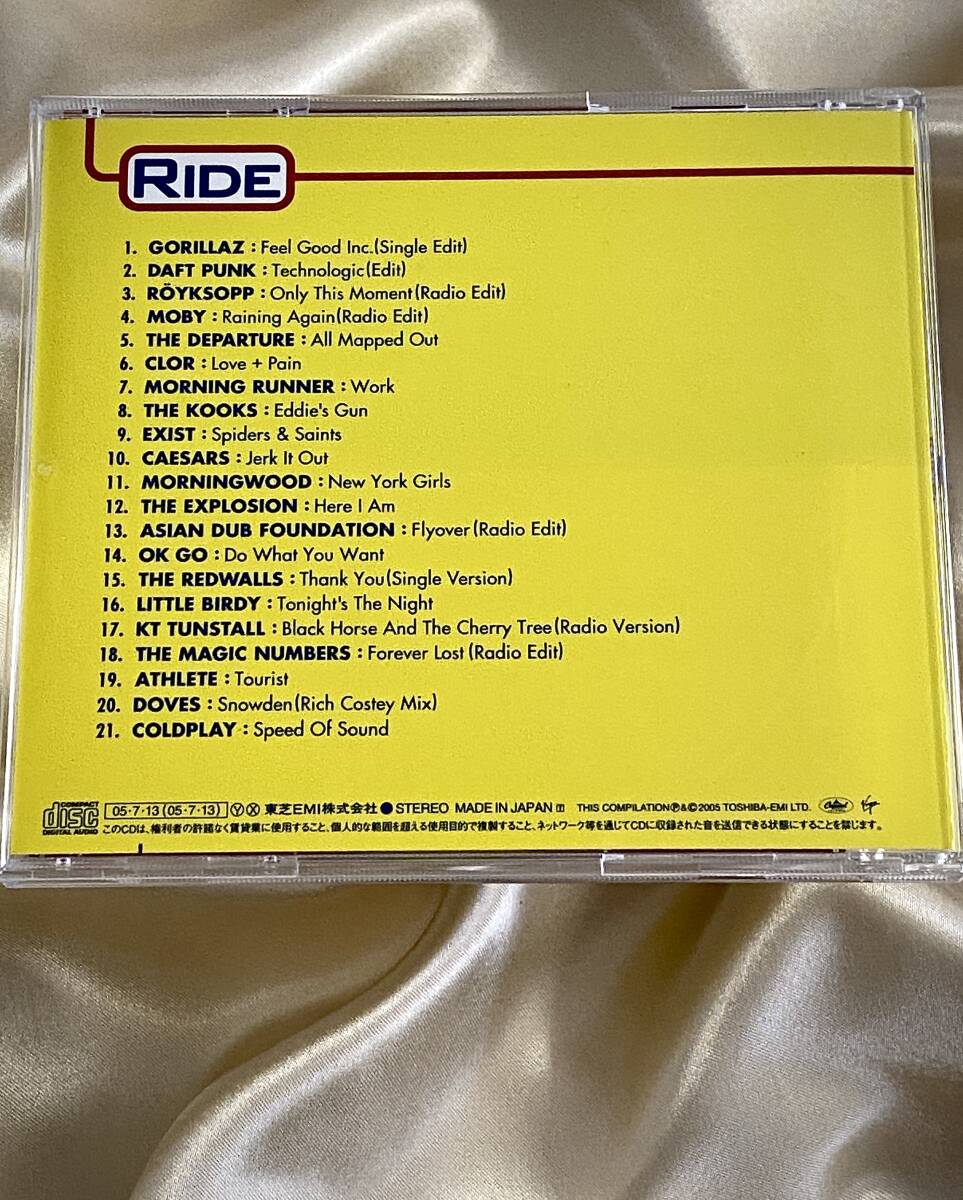 RIDE
1. GORILLAZ : Feel Good Inc.(Single Edit)
2. DAFT PUNK : Technologic(Edit)
3. RÖYKSOPP : Only This Moment(Radio Edit)
4. MOBY : Raining Again(Radio Edit)
5. THE DEPARTURE : All Mapped Out
6. CLOR : Love + Pain
7. MORNING RUNNER : Work
8. THE KOOKS : Eddie's Gun
9. EXIST : Spiders & Saints
10. CAESARS : Jerk It Out
11. MORNINGWOOD : New York Girls
12. THE EXPLOSION : Here I Am
13. ASIAN DUB FOUNDATION : Flyover(Radio Edit)
14. OK GO : Do What You Want
15. THE REDWALLS : Thank You(Single Version)
16. LITTLE BIRDY : Tonight's The Night
17. KT TUNSTALL : Black Horse And The Cherry Tree(Radio Version)
18. THE MAGIC NUMBERS : Forever Lost(Radio Edit)
19. ATHLETE : Tourist
20. DOVES : Snowden(Rich Costey Mix)
21. COLDPLAY : Speed Of Sound
COMPACT disc DIGITAL AUDIO 05・7・13(05・7・13) Ⓨ Ⓧ 東芝EMI株式会社 ● STEREO MADE IN JAPAN THIS COMPILATION Ⓟ&© 2005 TOSHIBA-EMI LTD. Capitol Virgin
このCDは、権利者の許諾なく賃貸業に使用すること、個人的な範囲を超える使用目的で複製すること、ネットワーク等を通じてCDに収録された音を送信できる状態にすることを禁じます。